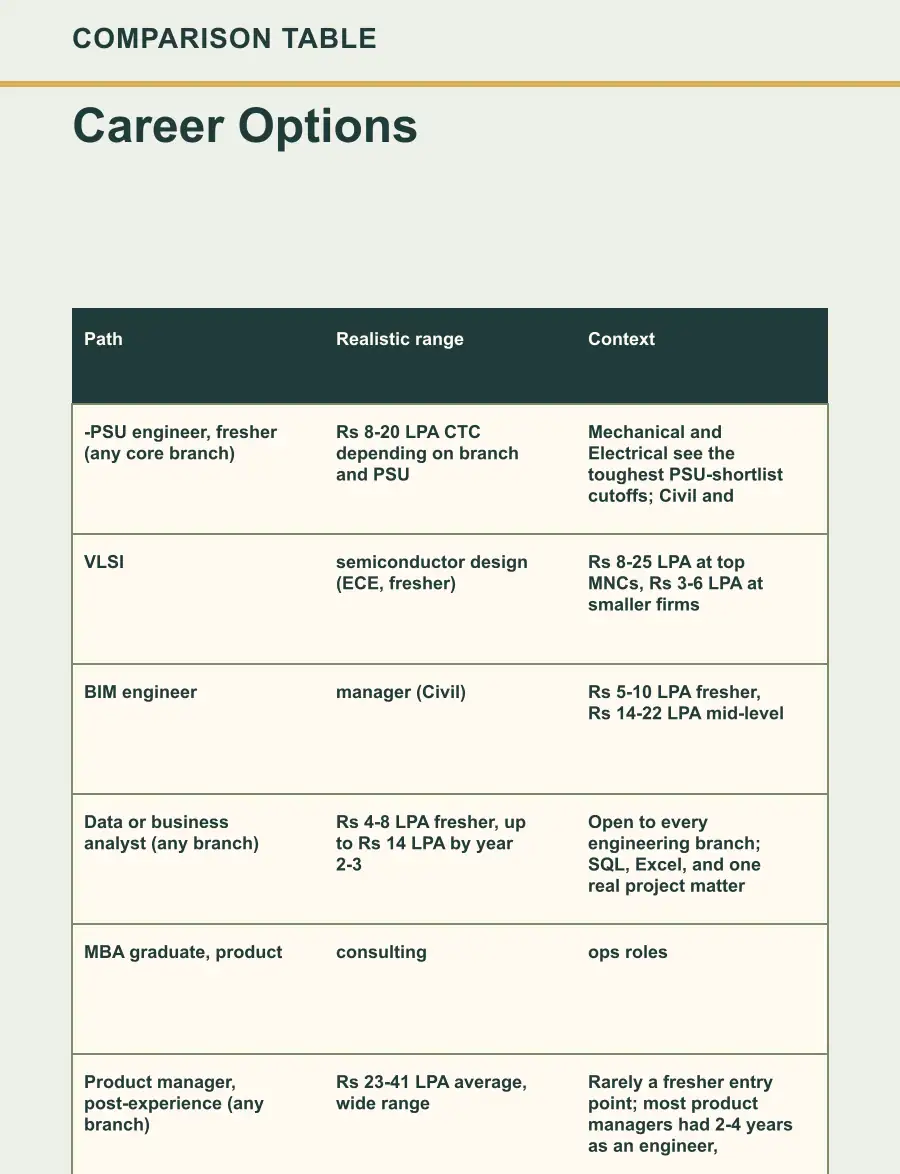 COMPARISON TABLE
Career Options
Path
Realistic range
Context
-PSU engineer, fresher
(any core branch)
Rs 8-20 LPA CTC
depending on branch
and PSU
Mechanical and
Electrical see the
toughest PSU-shortlist
cutoffs; Civil and
VLSI
semiconductor design
(ECE, fresher)
Rs 8-25 LPA at top
MNCs, Rs 3-6 LPA at
smaller firms
BIM engineer
manager (Civil)
Rs 5-10 LPA fresher,
Rs 14-22 LPA mid-level
Data or business
analyst (any branch)
Rs 4-8 LPA fresher, up
to Rs 14 LPA by year
2-3
Open to every
engineering branch;
SQL, Excel, and one
real project matter
MBA graduate, product
consulting
ops roles
Product manager,
post-experience (any
branch)
Rs 23-41 LPA average,
wide range
Rarely a fresher entry
point; most product
managers had 2-4 years
as an engineer,